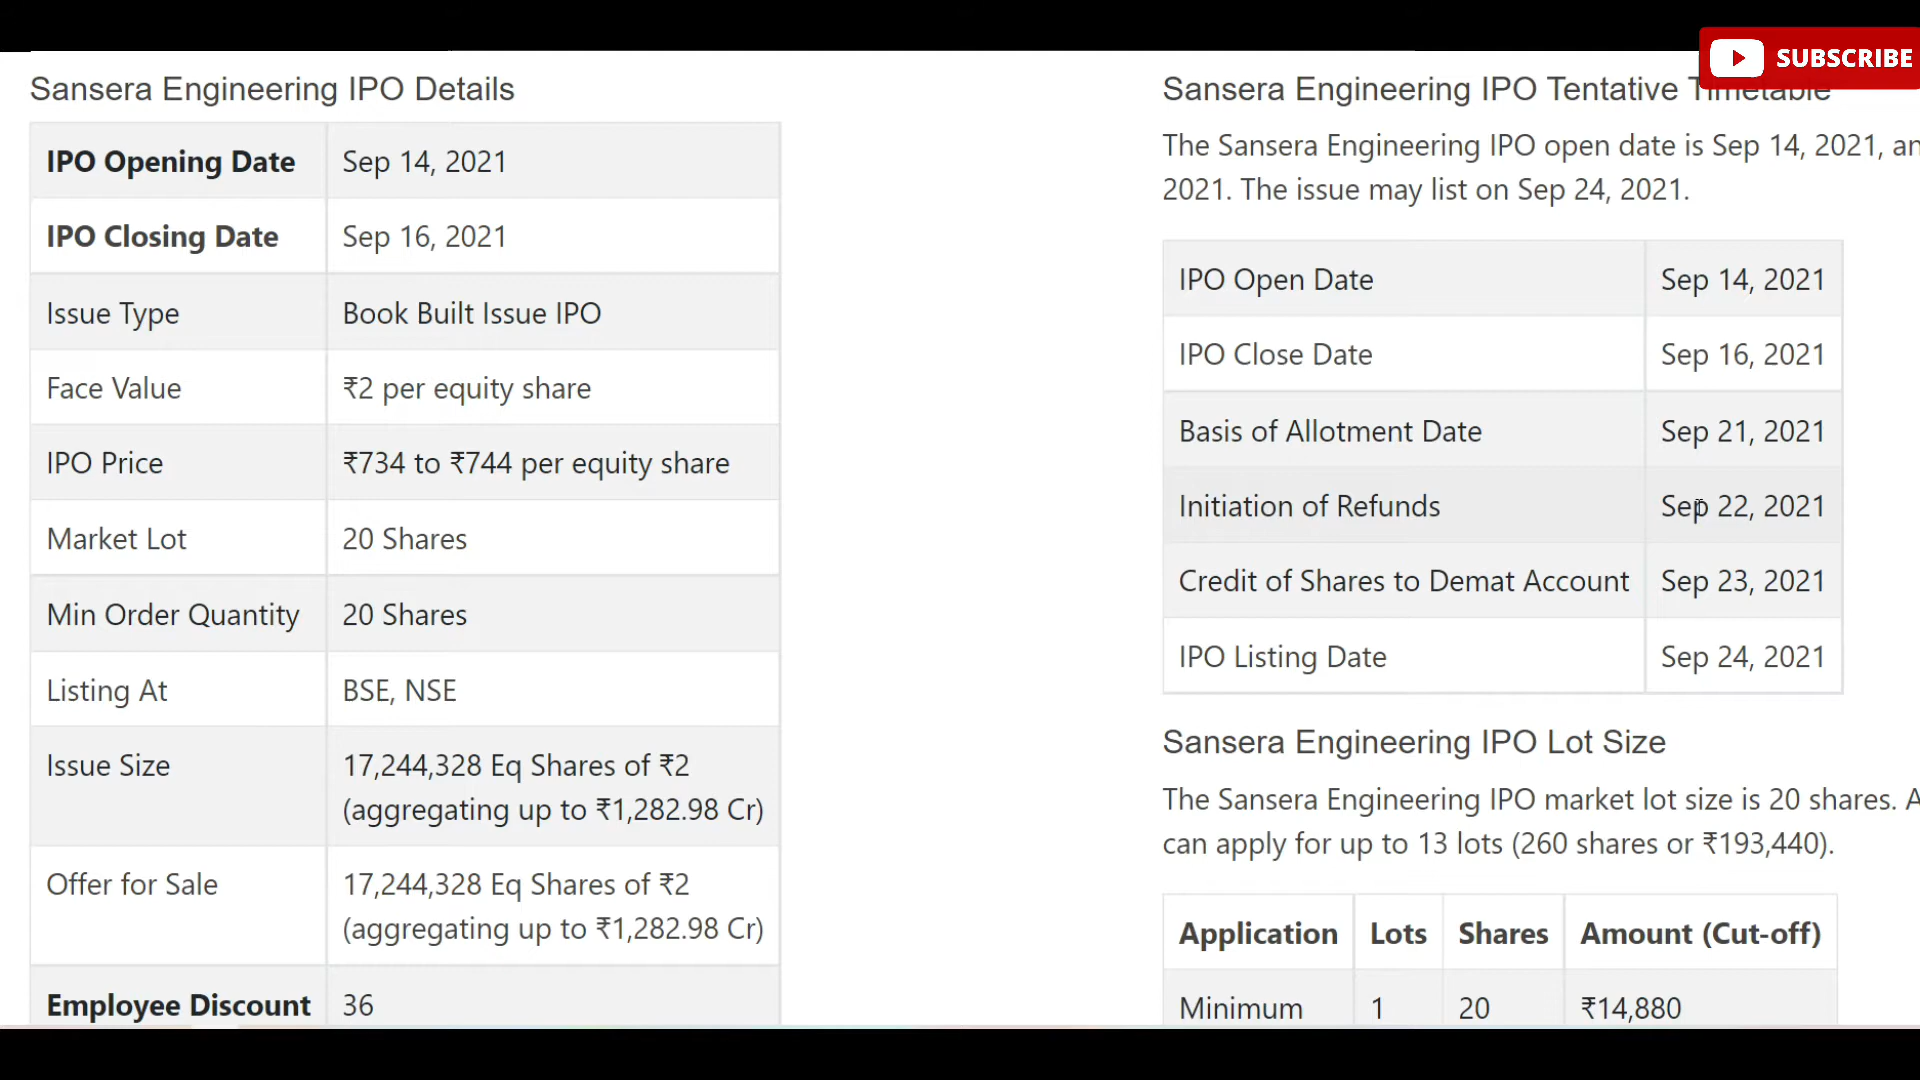 SUBSCRIBE
Sansera Engineering IPO Details
IPO Opening Date Sep 14, 2021
IPO Closing Date Sep 16, 2021
Issue Type Book Built Issue IPO
Face Value ₹2 per equity share
IPO Price ₹734 to ₹744 per equity share
Market Lot 20 Shares
Min Order Quantity 20 Shares
Listing At BSE, NSE
Issue Size 17,244,328 Eq Shares of ₹2
(aggregating up to ₹1,282.98 Cr)
Offer for Sale 17,244,328 Eq Shares of ₹2
(aggregating up to ₹1,282.98 Cr)
Employee Discount 36
Sansera Engineering IPO Tentative Timetable
The Sansera Engineering IPO open date is Sep 14, 2021, an
2021. The issue may list on Sep 24, 2021.
IPO Open Date Sep 14, 2021
IPO Close Date Sep 16, 2021
Basis of Allotment Date Sep 21, 2021
Initiation of Refunds Sep 22, 2021
Credit of Shares to Demat Account Sep 23, 2021
IPO Listing Date Sep 24, 2021
Sansera Engineering IPO Lot Size
The Sansera Engineering IPO market lot size is 20 shares. A
can apply for up to 13 lots (260 shares or ₹193,440).
Application Lots Shares Amount (Cut-off)
Minimum 1 20 ₹14,880